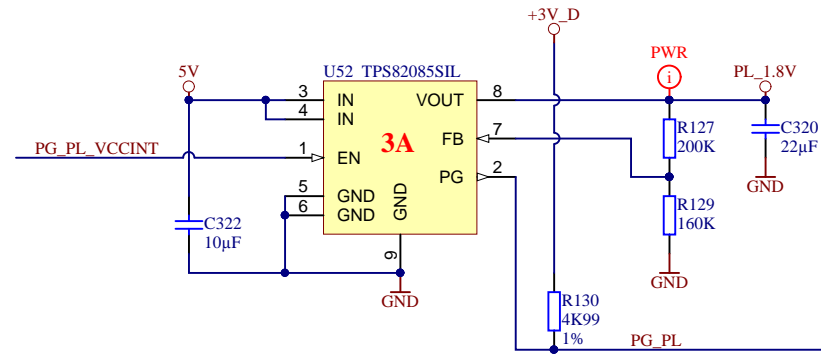 +3V_D
PWR
5V
U52 TPS82085SIL
PL_1.8V
3
IN
VOUT
8
4
IN
3A
FB
7
R127
200K
C320
22µF
PG_PL_VCCINT
1
EN
PG
2
GND
5
GND
6
GND
GND
R129
160K
C322
10µF
9
GND
GND
R130
4K99
1%
PG_PL
i